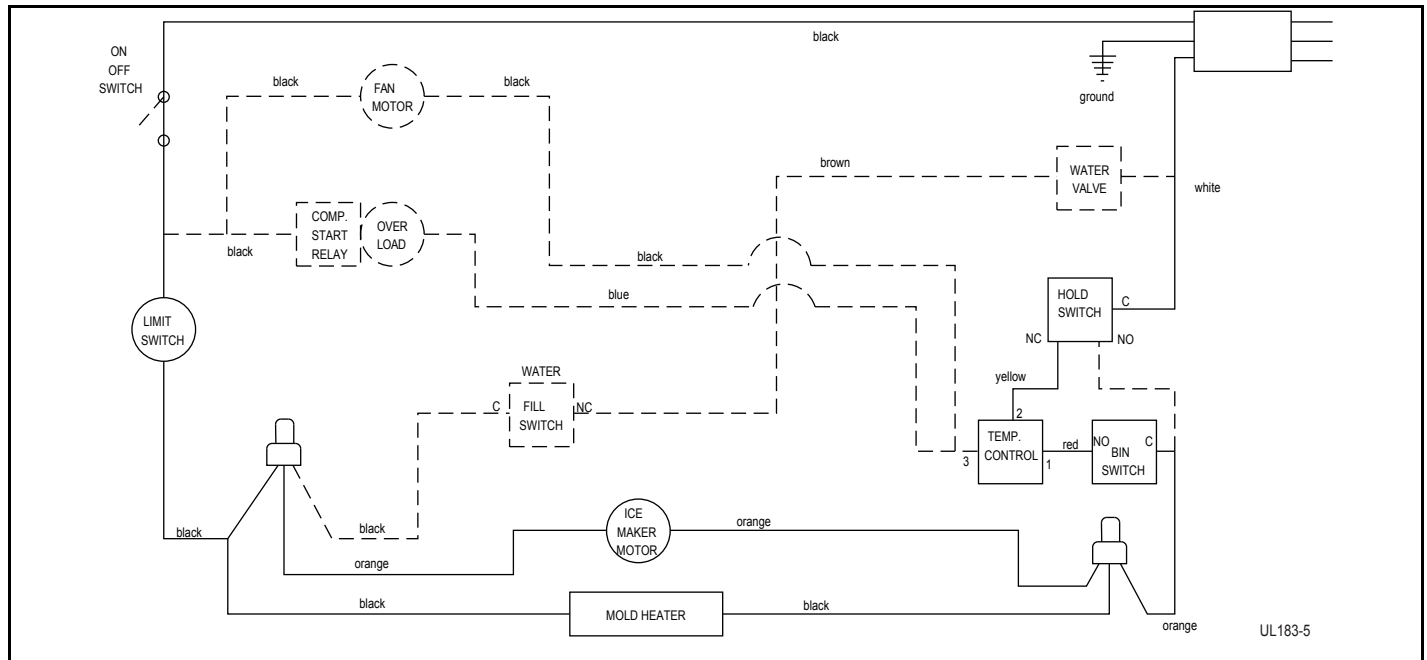 black
ON
OFF
SWITCH
ground
black
FAN
MOTOR
black
brown
WATER
VALVE
white
COMP.
START
RELAY
OVER
LOAD
black
black
blue
HOLD
SWITCH
C
NC
NO
LIMIT
SWITCH
yellow
WATER
C
FILL
SWITCH
NC
2
TEMP.
CONTROL
3
1
red
NO
C
BIN
SWITCH
black
black
orange
ICE
MAKER
MOTOR
orange
black
MOLD HEATER
black
orange
UL183-5